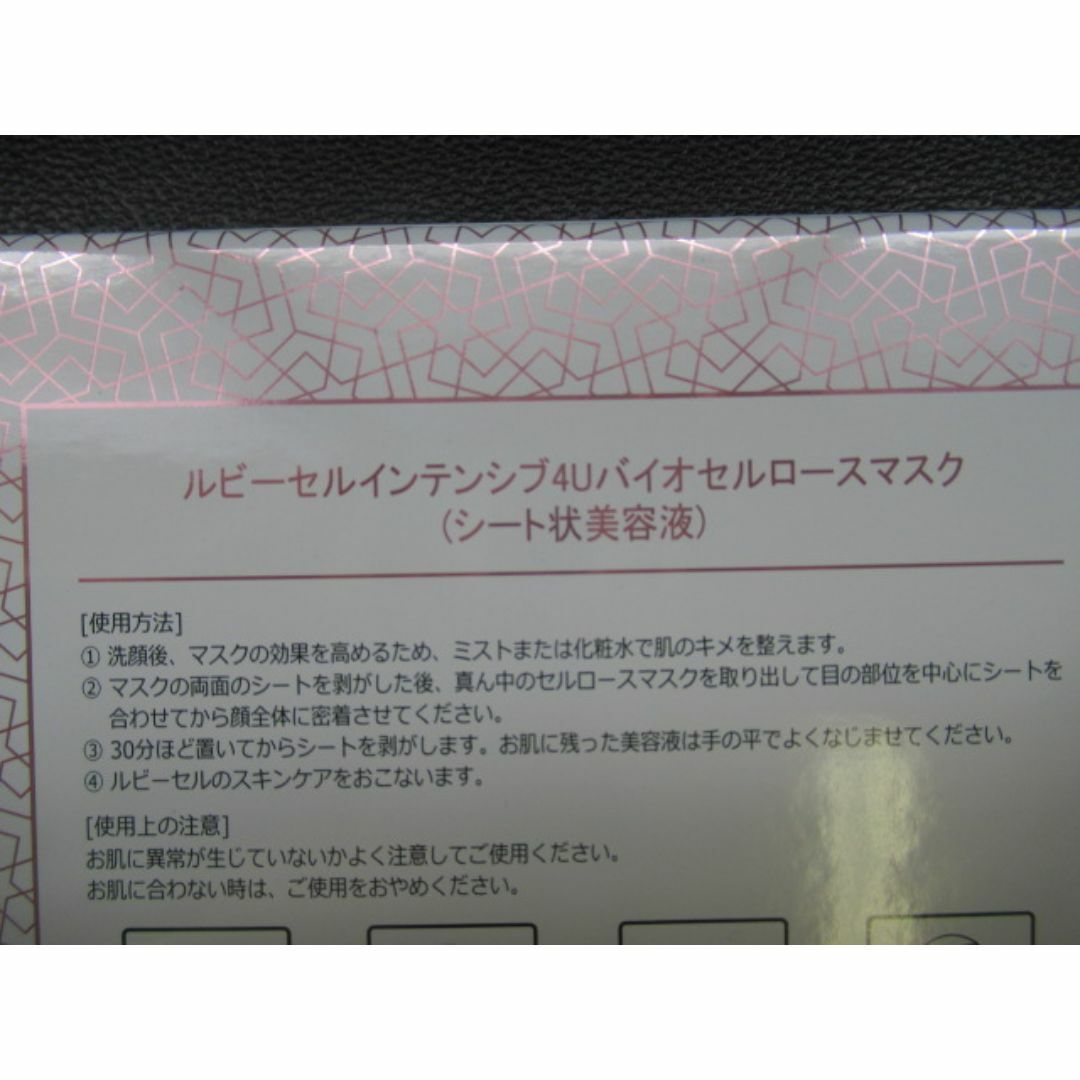 ルビーセルインテンシブ4Uバイオセルロースマスク
(シート状美容液)
[使用方法]
① 洗顔後、マスクの効果を高めるため、ミストまたは化粧水で肌のキメを整えます。
② マスクの両面のシートを剥がした後、真ん中のセルロースマスクを取り出して目の部位を中心にシートを
合わせてから顔全体に密着させてください。
③ 30分ほど置いてからシートを剥がします。お肌に残った美容液は手の平でよくなじませてください。
④ ルビーセルのスキンケアをおこないます。
[使用上の注意]
お肌に異常が生じていないかよく注意してご使用ください。
お肌に合わない時は、ご使用をおやめください。